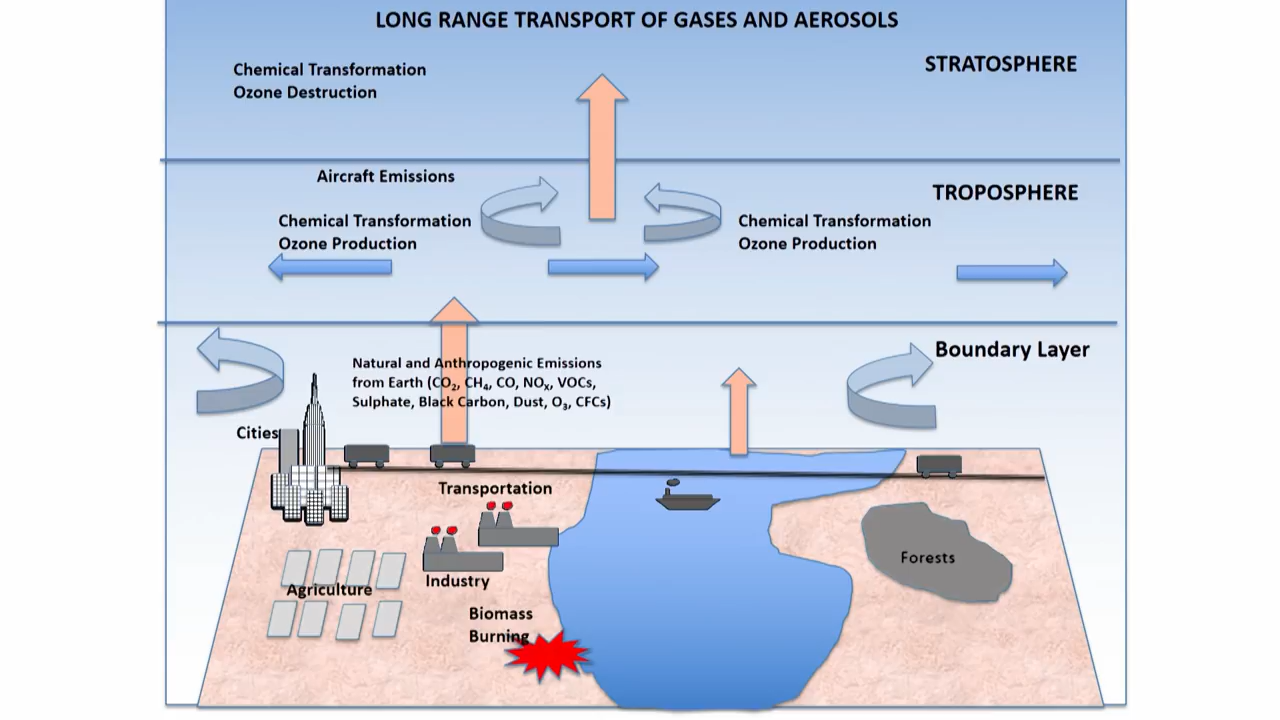 LONG RANGE TRANSPORT OF GASES AND AEROSOLS
STRATOSPHERE
Chemical Transformation
Ozone Destruction
Aircraft Emissions
TROPOSPHERE
Chemical Transformation
Ozone Production
Chemical Transformation
Ozone Production
Boundary Layer
Natural and Anthropogenic Emissions
from Earth (CO₂, CH₄, CO, NOₓ, VOCs,
Sulphate, Black Carbon, Dust, O₃, CFCs)
Cities
Transportation
Forests
Industry
Agriculture
Biomass
Burning